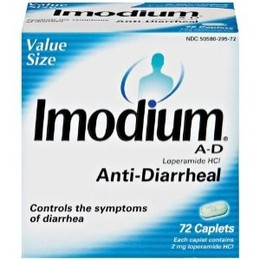 NDC 50580-295-72
Value
Size
Imodium®
A-D
Loperamide HCl
Anti-Diarrheal
Controls the symptoms
of diarrhea
72 Caplets
Each caplet contains
2 mg loperamide HCl